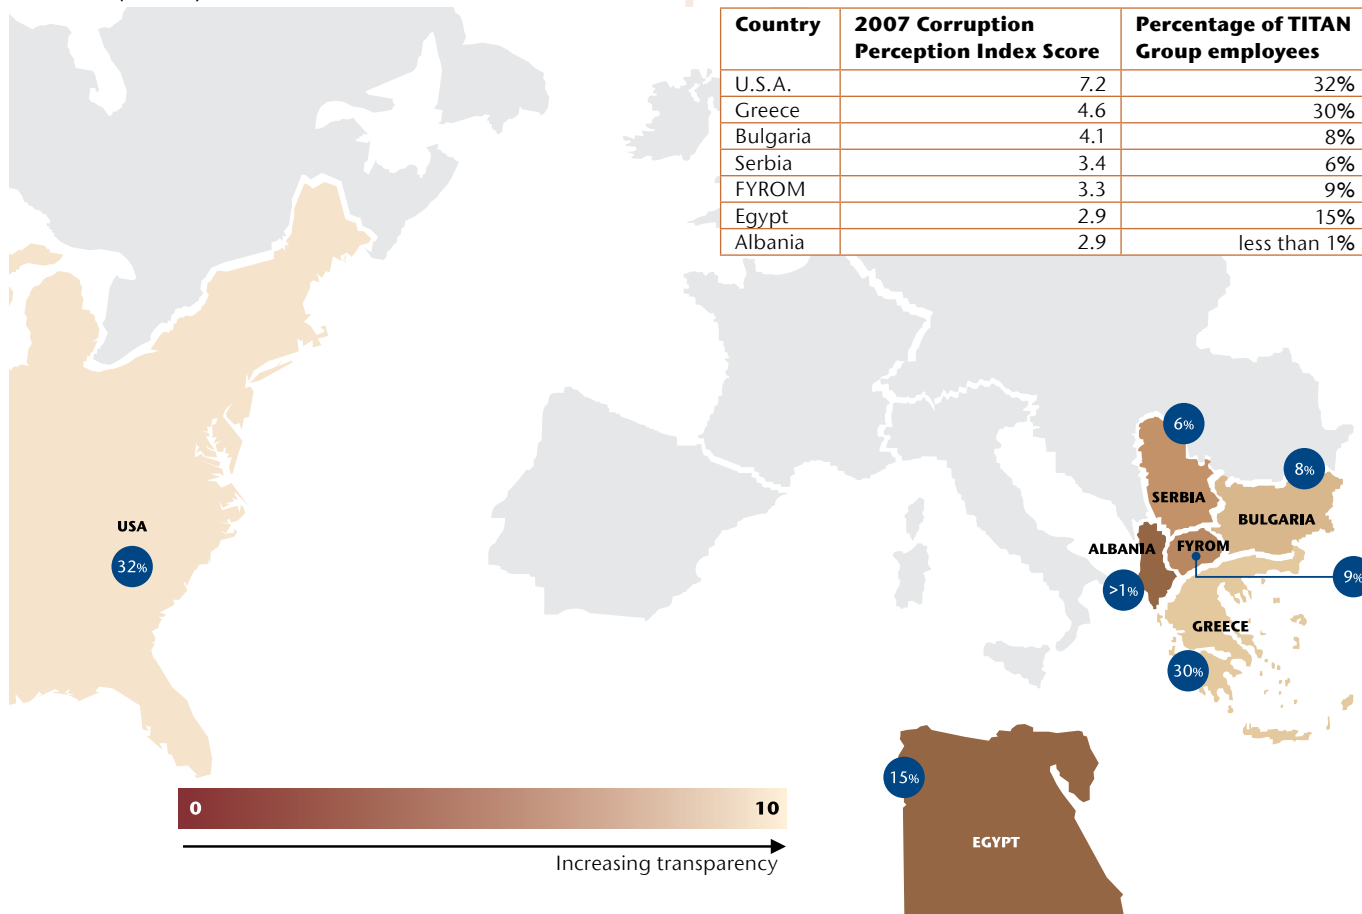 Country 2007 Corruption Percentage of TITAN
Perception Index Score Group employees
U.S.A. 7.2 32%
Greece 4.6 30%
Bulgaria 4.1 8%
Serbia 3.4 6%
FYROM 3.3 9%
Egypt 2.9 15%
Albania 2.9 less than 1%
6%
8%
SERBIA
BULGARIA
USA
ALBANIA FYROM
32%
9%
>1%
GREECE
30%
15%
0 10
EGYPT
Increasing transparency